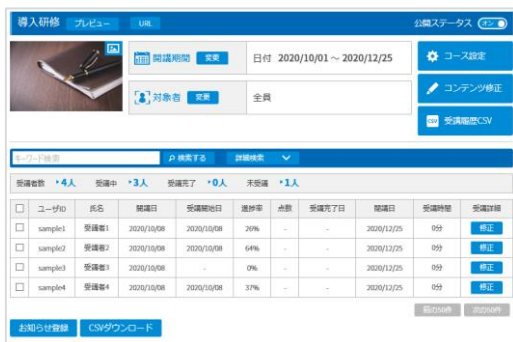 導入研修 プレビュー URL 公開ステータス オン
開講期間 変更 日付 2020/10/01～2020/12/25
コース設定
対象者 変更 全員
コンテンツ修正
CSV 受講履歴CSV
キーワード検索 検索する 詳細検索
受講者数 4人 受講中 3人 受講完了 0人 未受講 1人
ユーザID 氏名 開講日 受講開始日 進捗率 点数 受講完了日 閉講日 受講時間 受講詳細
sample1 受講者1 2020/10/08 2020/10/08 26% - - 2020/12/25 0分 修正
sample2 受講者2 2020/10/08 2020/10/08 64% - - 2020/12/25 0分 修正
sample3 受講者3 2020/10/08 - 0% - - 2020/12/25 0分 修正
sample4 受講者4 2020/10/08 2020/10/08 37% - - 2020/12/25 0分 修正
前の50件 次の50件
お知らせ登録 CSVダウンロード